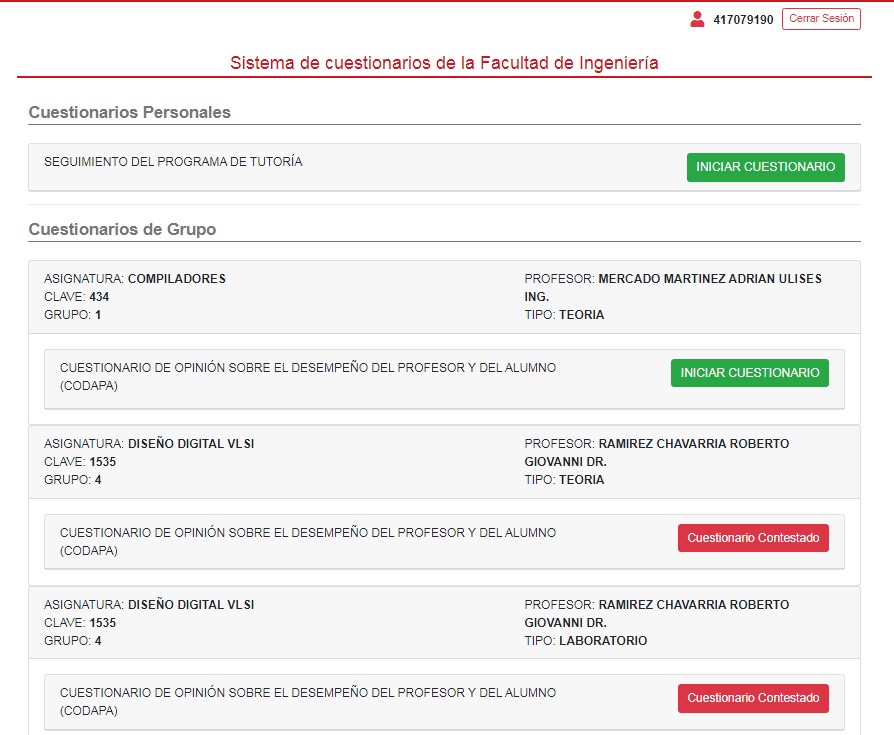 417079190 Cerrar Sesión
Sistema de cuestionarios de la Facultad de Ingeniería
Cuestionarios Personales
SEGUIMIENTO DEL PROGRAMA DE TUTORÍA
INICIAR CUESTIONARIO
Cuestionarios de Grupo
ASIGNATURA: COMPILADORES
CLAVE: 434
GRUPO: 1
PROFESOR: MERCADO MARTINEZ ADRIAN ULISES
ING.
TIPO: TEORIA
CUESTIONARIO DE OPINIÓN SOBRE EL DESEMPEÑO DEL PROFESOR Y DEL ALUMNO
(CODAPA)
INICIAR CUESTIONARIO
ASIGNATURA: DISEÑO DIGITAL VLSI
CLAVE: 1535
GRUPO: 4
PROFESOR: RAMIREZ CHAVARRIA ROBERTO
GIOVANNI DR.
TIPO: TEORIA
CUESTIONARIO DE OPINIÓN SOBRE EL DESEMPEÑO DEL PROFESOR Y DEL ALUMNO
(CODAPA)
Cuestionario Contestado
ASIGNATURA: DISEÑO DIGITAL VLSI
CLAVE: 1535
GRUPO: 4
PROFESOR: RAMIREZ CHAVARRIA ROBERTO
GIOVANNI DR.
TIPO: LABORATORIO
CUESTIONARIO DE OPINIÓN SOBRE EL DESEMPEÑO DEL PROFESOR Y DEL ALUMNO
(CODAPA)
Cuestionario Contestado